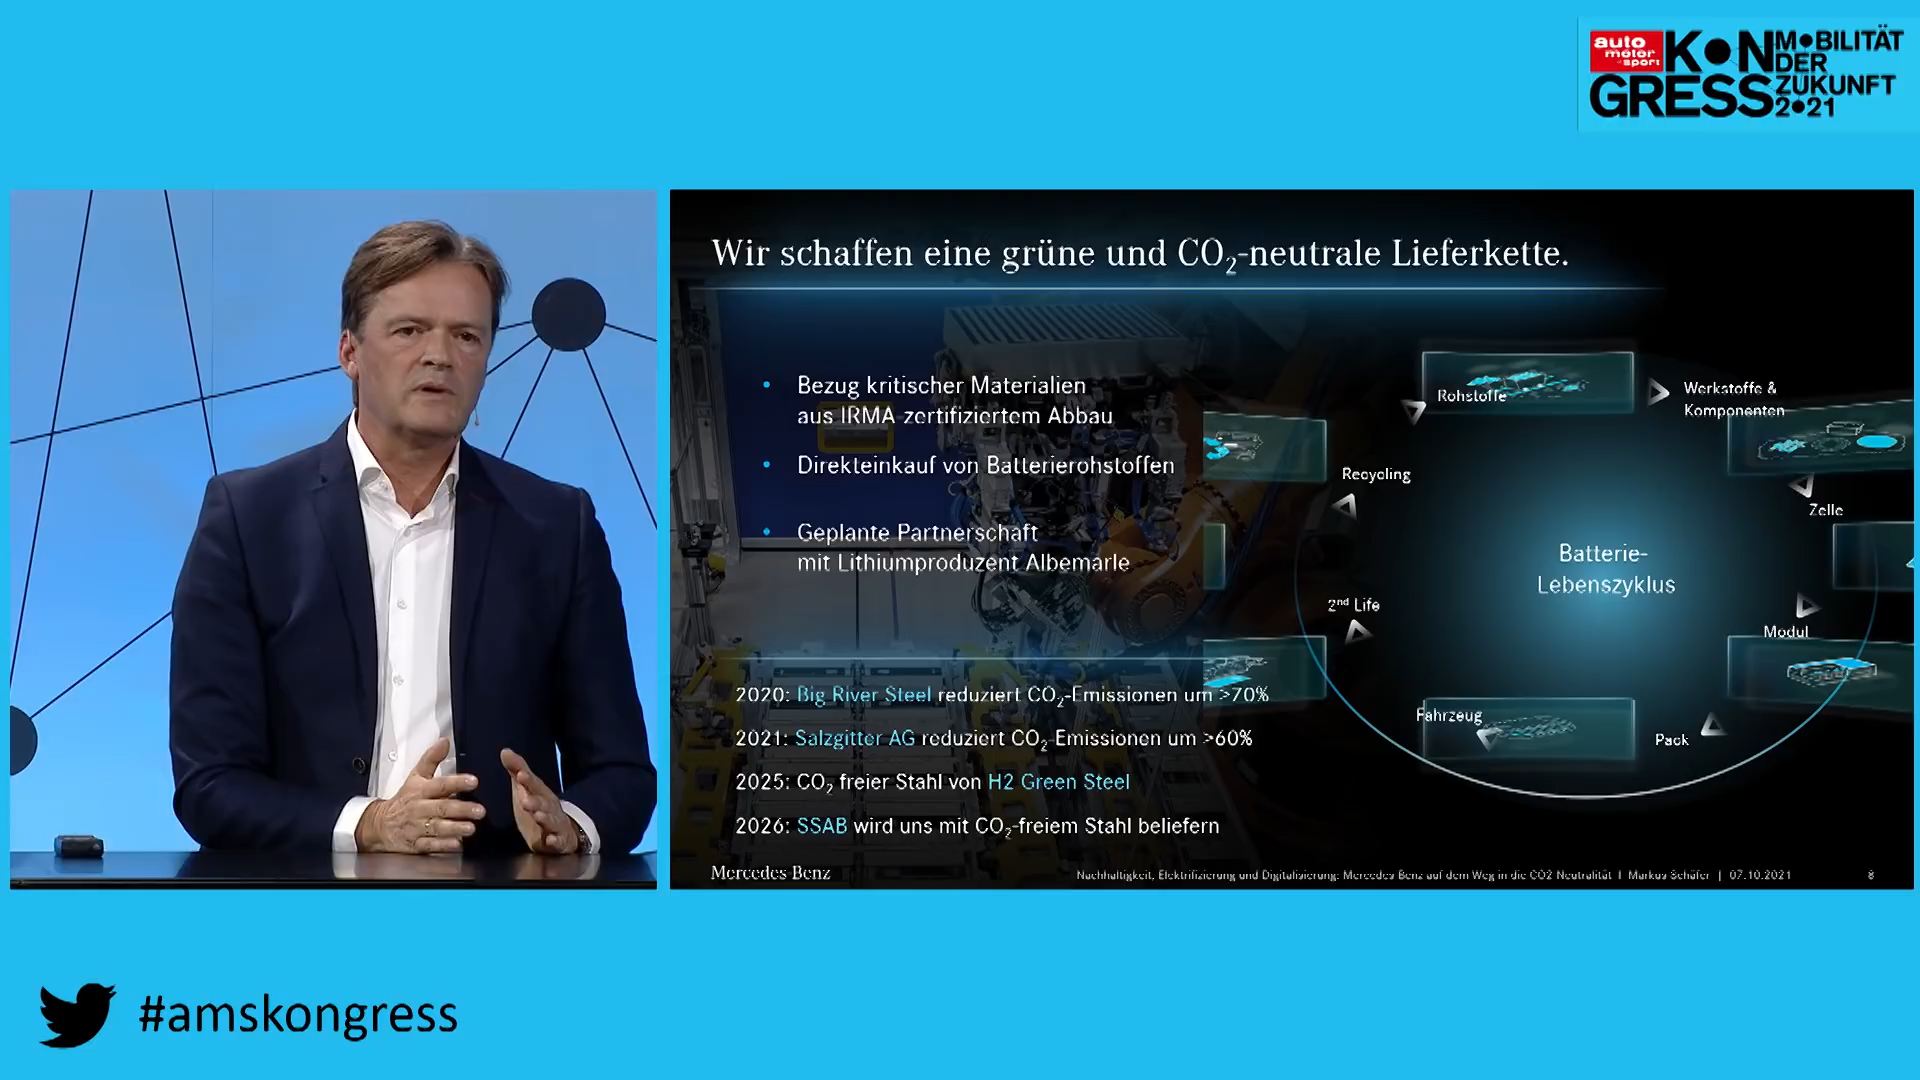 auto
motor
sport
KON
GRESS
MOBILITÄT
DER
ZUKUNFT
2021
Wir schaffen eine grüne und CO₂-neutrale Lieferkette.
• Bezug kritischer Materialien
aus IRMA-zertifiziertem Abbau
• Direkteinkauf von Batterierohstoffen
• Geplante Partnerschaft
mit Lithiumproduzent Albemarle
2020: Big River Steel reduziert CO₂-Emissionen um >70%
2021: Salzgitter AG reduziert CO₂-Emissionen um >60%
2025: CO₂ freier Stahl von H2 Green Steel
2026: SSAB wird uns mit CO₂-freiem Stahl beliefern
Rohstoffe
Werkstoffe &
Komponenten
Zelle
Modul
Pack
Fahrzeug
2nd Life
Recycling
Batterie-
Lebenszyklus
Mercedes-Benz
Nachhaltigkeit, Elektrifizierung und Digitalisierung: Mercedes-Benz auf dem Weg in die CO2-Neutralität | Markus Schäfer | 07.10.2021
8
#amskongress